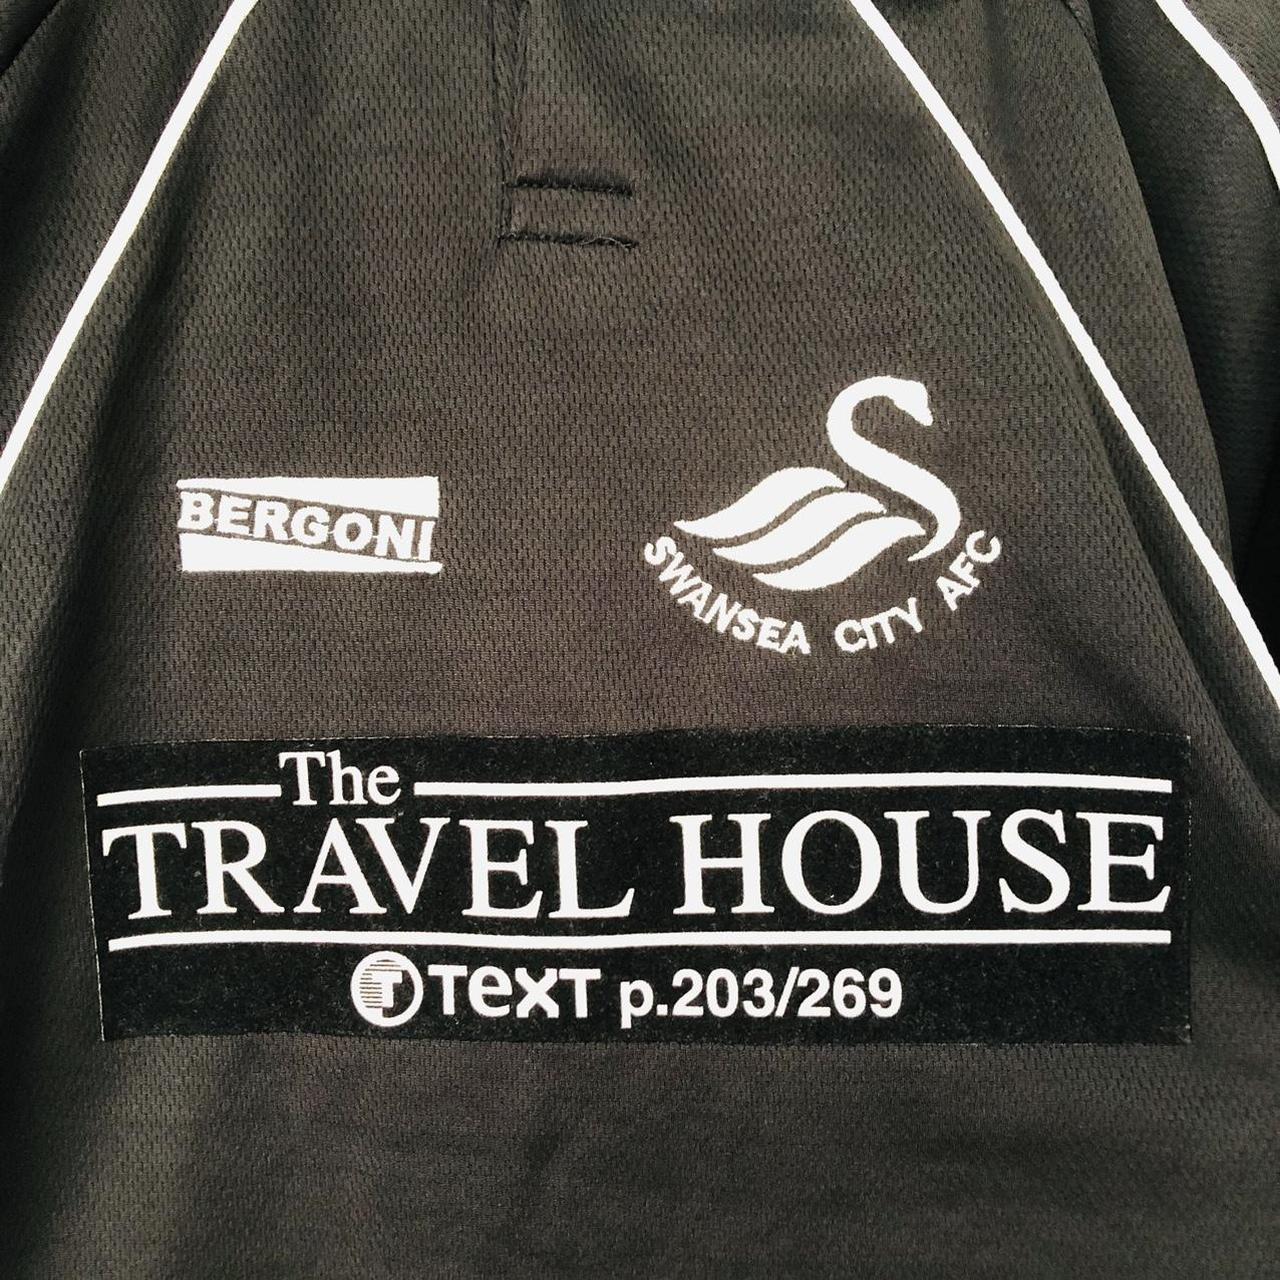 BERGONI
SWANSEA CITY AFC
The
TRAVEL HOUSE
T TexT p.203/269